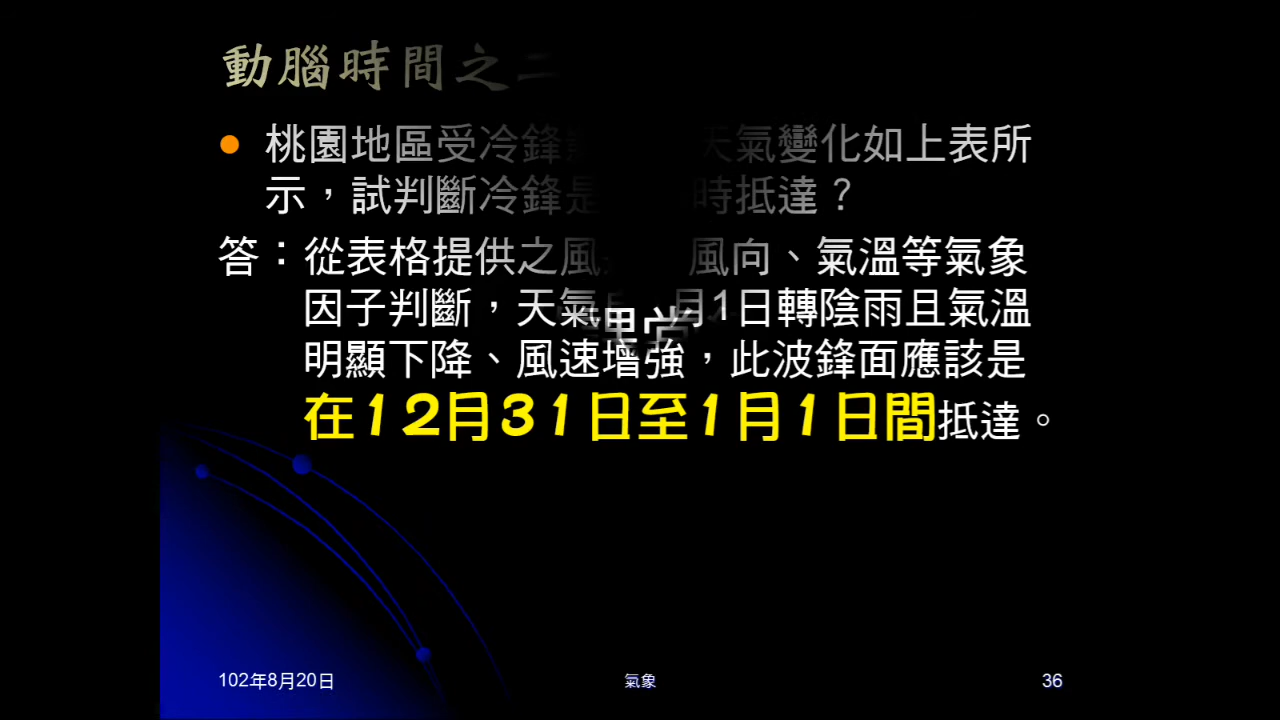 動腦時間之二
桃園地區受冷鋒 天氣變化如上表所
示，試判斷冷鋒是 時抵達？
答：從表格提供之風 風向、氣溫等氣象
因子判斷，天氣 月1日轉陰雨且氣溫
明顯下降、風速增強，此波鋒面應該是
在12月31日至1月1日間抵達。
102年8月20日
氣象
36